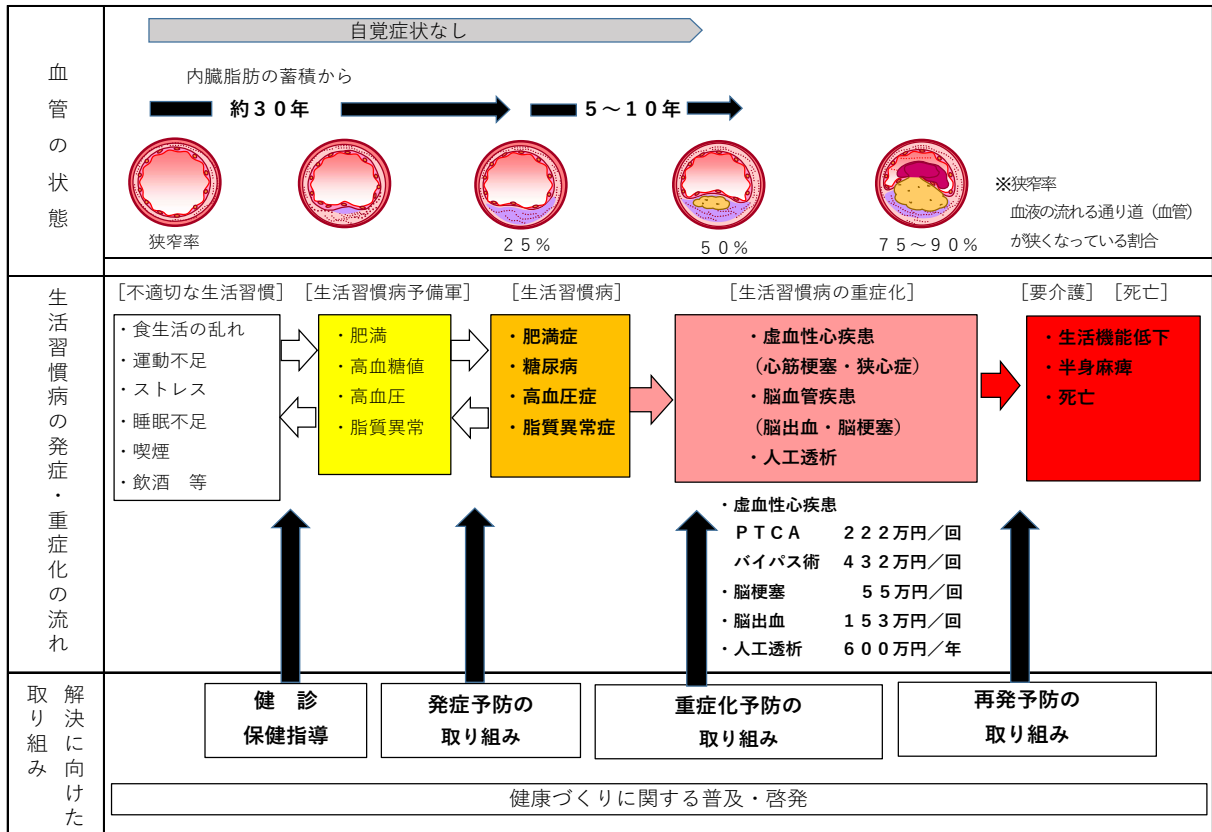 血管の状態
自覚症状なし
内臓脂肪の蓄積から
約３０年
５～１０年
狭窄率
２５％
５０％
７５～９０％
※狭窄率
血液の流れる通り道（血管）
が狭くなっている割合
生活習慣病の発症・重症化の流れ
［不適切な生活習慣］
・食生活の乱れ
・運動不足
・ストレス
・睡眠不足
・喫煙
・飲酒　等
［生活習慣病予備軍］
・肥満
・高血糖値
・高血圧
・脂質異常
［生活習慣病］
・肥満症
・糖尿病
・高血圧症
・脂質異常症
［生活習慣病の重症化］
・虚血性心疾患
（心筋梗塞・狭心症）
・脳血管疾患
（脳出血・脳梗塞）
・人工透析
［要介護］［死亡］
・生活機能低下
・半身麻痺
・死亡
・虚血性心疾患
ＰＴＣＡ　２２２万円／回
バイパス術　４３２万円／回
・脳梗塞　５５万円／回
・脳出血　１５３万円／回
・人工透析　６００万円／年
解決に向けた
取り組み
健　診
保健指導
発症予防の
取り組み
重症化予防の
取り組み
再発予防の
取り組み
健康づくりに関する普及・啓発